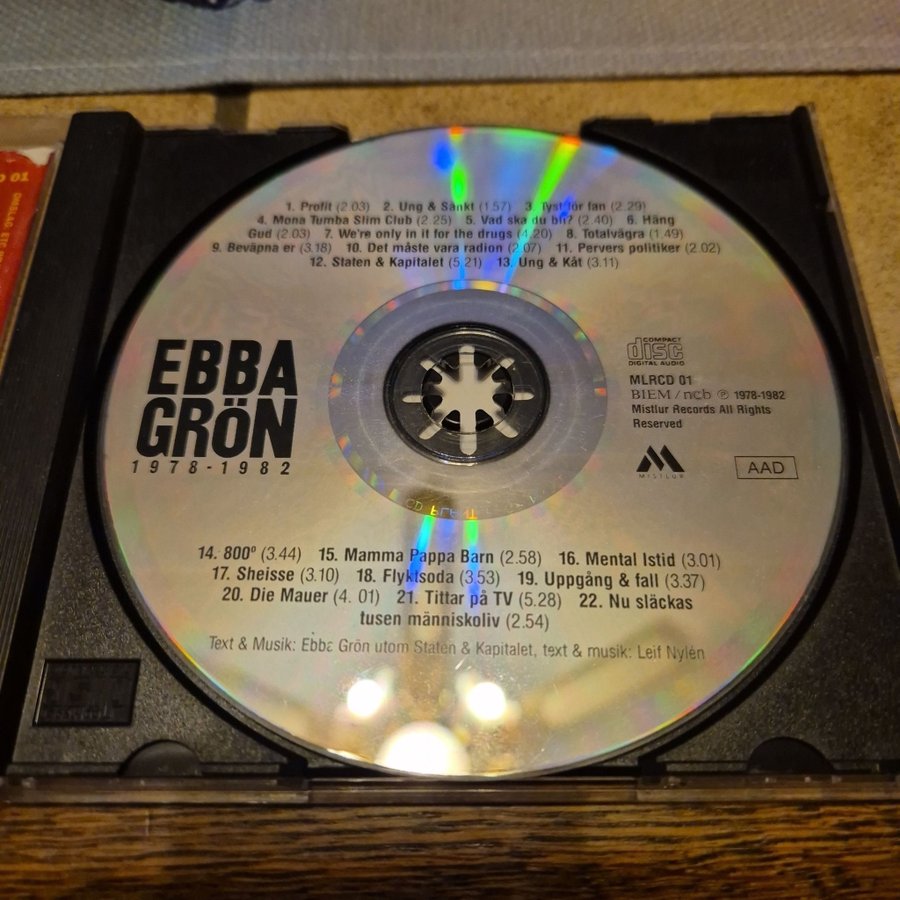 1. Profit (2.03) 2. Ung & Sänkt (1.57) 3. Tyst för fan (2.29)
4. Mona Tumba Slim Club (2.25) 5. Vad ska du bli? (2.40) 6. Häng
Gud (2.03) 7. We're only in it for the drugs (4.20) 8. Totalvägra (1.49)
9. Beväpna er (3.18) 10. Det måste vara radion (2.07) 11. Pervers politiker (2.02)
12. Staten & Kapitalet (5.21) 13. Ung & Kåt (3.11)
EBBA
GRÖN
1978-1982
COMPACT
disc
DIGITAL AUDIO
MLRCD 01
BIEM / ncb ℗ 1978-1982
Mistlur Records All Rights
Reserved
MISTLUR
AAD
14. 800º (3.44) 15. Mamma Pappa Barn (2.58) 16. Mental Istid (3.01)
17. Sheisse (3.10) 18. Flyktsoda (3.53) 19. Uppgång & fall (3.37)
20. Die Mauer (4. 01) 21. Tittar på TV (5.28) 22. Nu släckas
tusen människoliv (2.54)
Text & Musik: Ebba Grön utom Staten & Kapitalet, text & musik: Leif Nylén
01